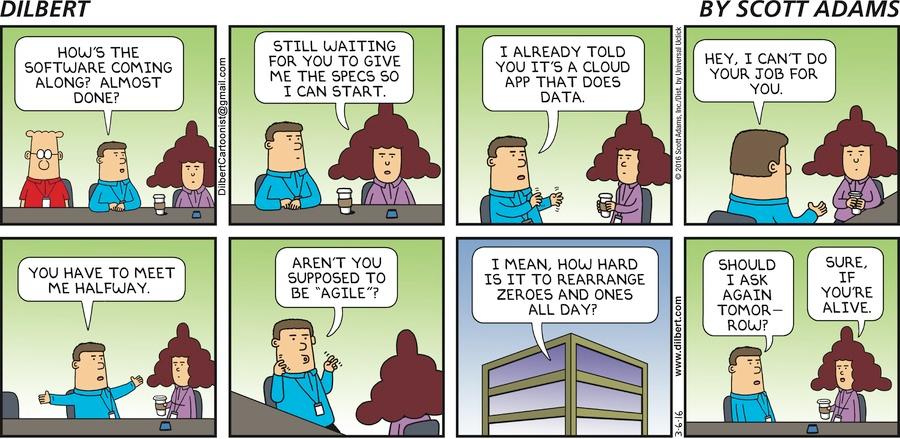 DILBERT
BY SCOTT ADAMS
HOW'S THE
SOFTWARE COMING
ALONG? ALMOST
DONE?
DilbertCartoonist@gmail.com
STILL WAITING
FOR YOU TO GIVE
ME THE SPECS SO
I CAN START.
I ALREADY TOLD
YOU IT'S A CLOUD
APP THAT DOES
DATA.
© 2016 Scott Adams, Inc./Dist. by Universal Uclick
HEY, I CAN'T DO
YOUR JOB FOR
YOU.
YOU HAVE TO MEET
ME HALFWAY.
AREN'T YOU
SUPPOSED TO
BE "AGILE"?
I MEAN, HOW HARD
IS IT TO REARRANGE
ZEROES AND ONES
ALL DAY?
www.dilbert.com
3-6-16
SHOULD
I ASK
AGAIN
TOMOR-
ROW?
SURE,
IF
YOU'RE
ALIVE.